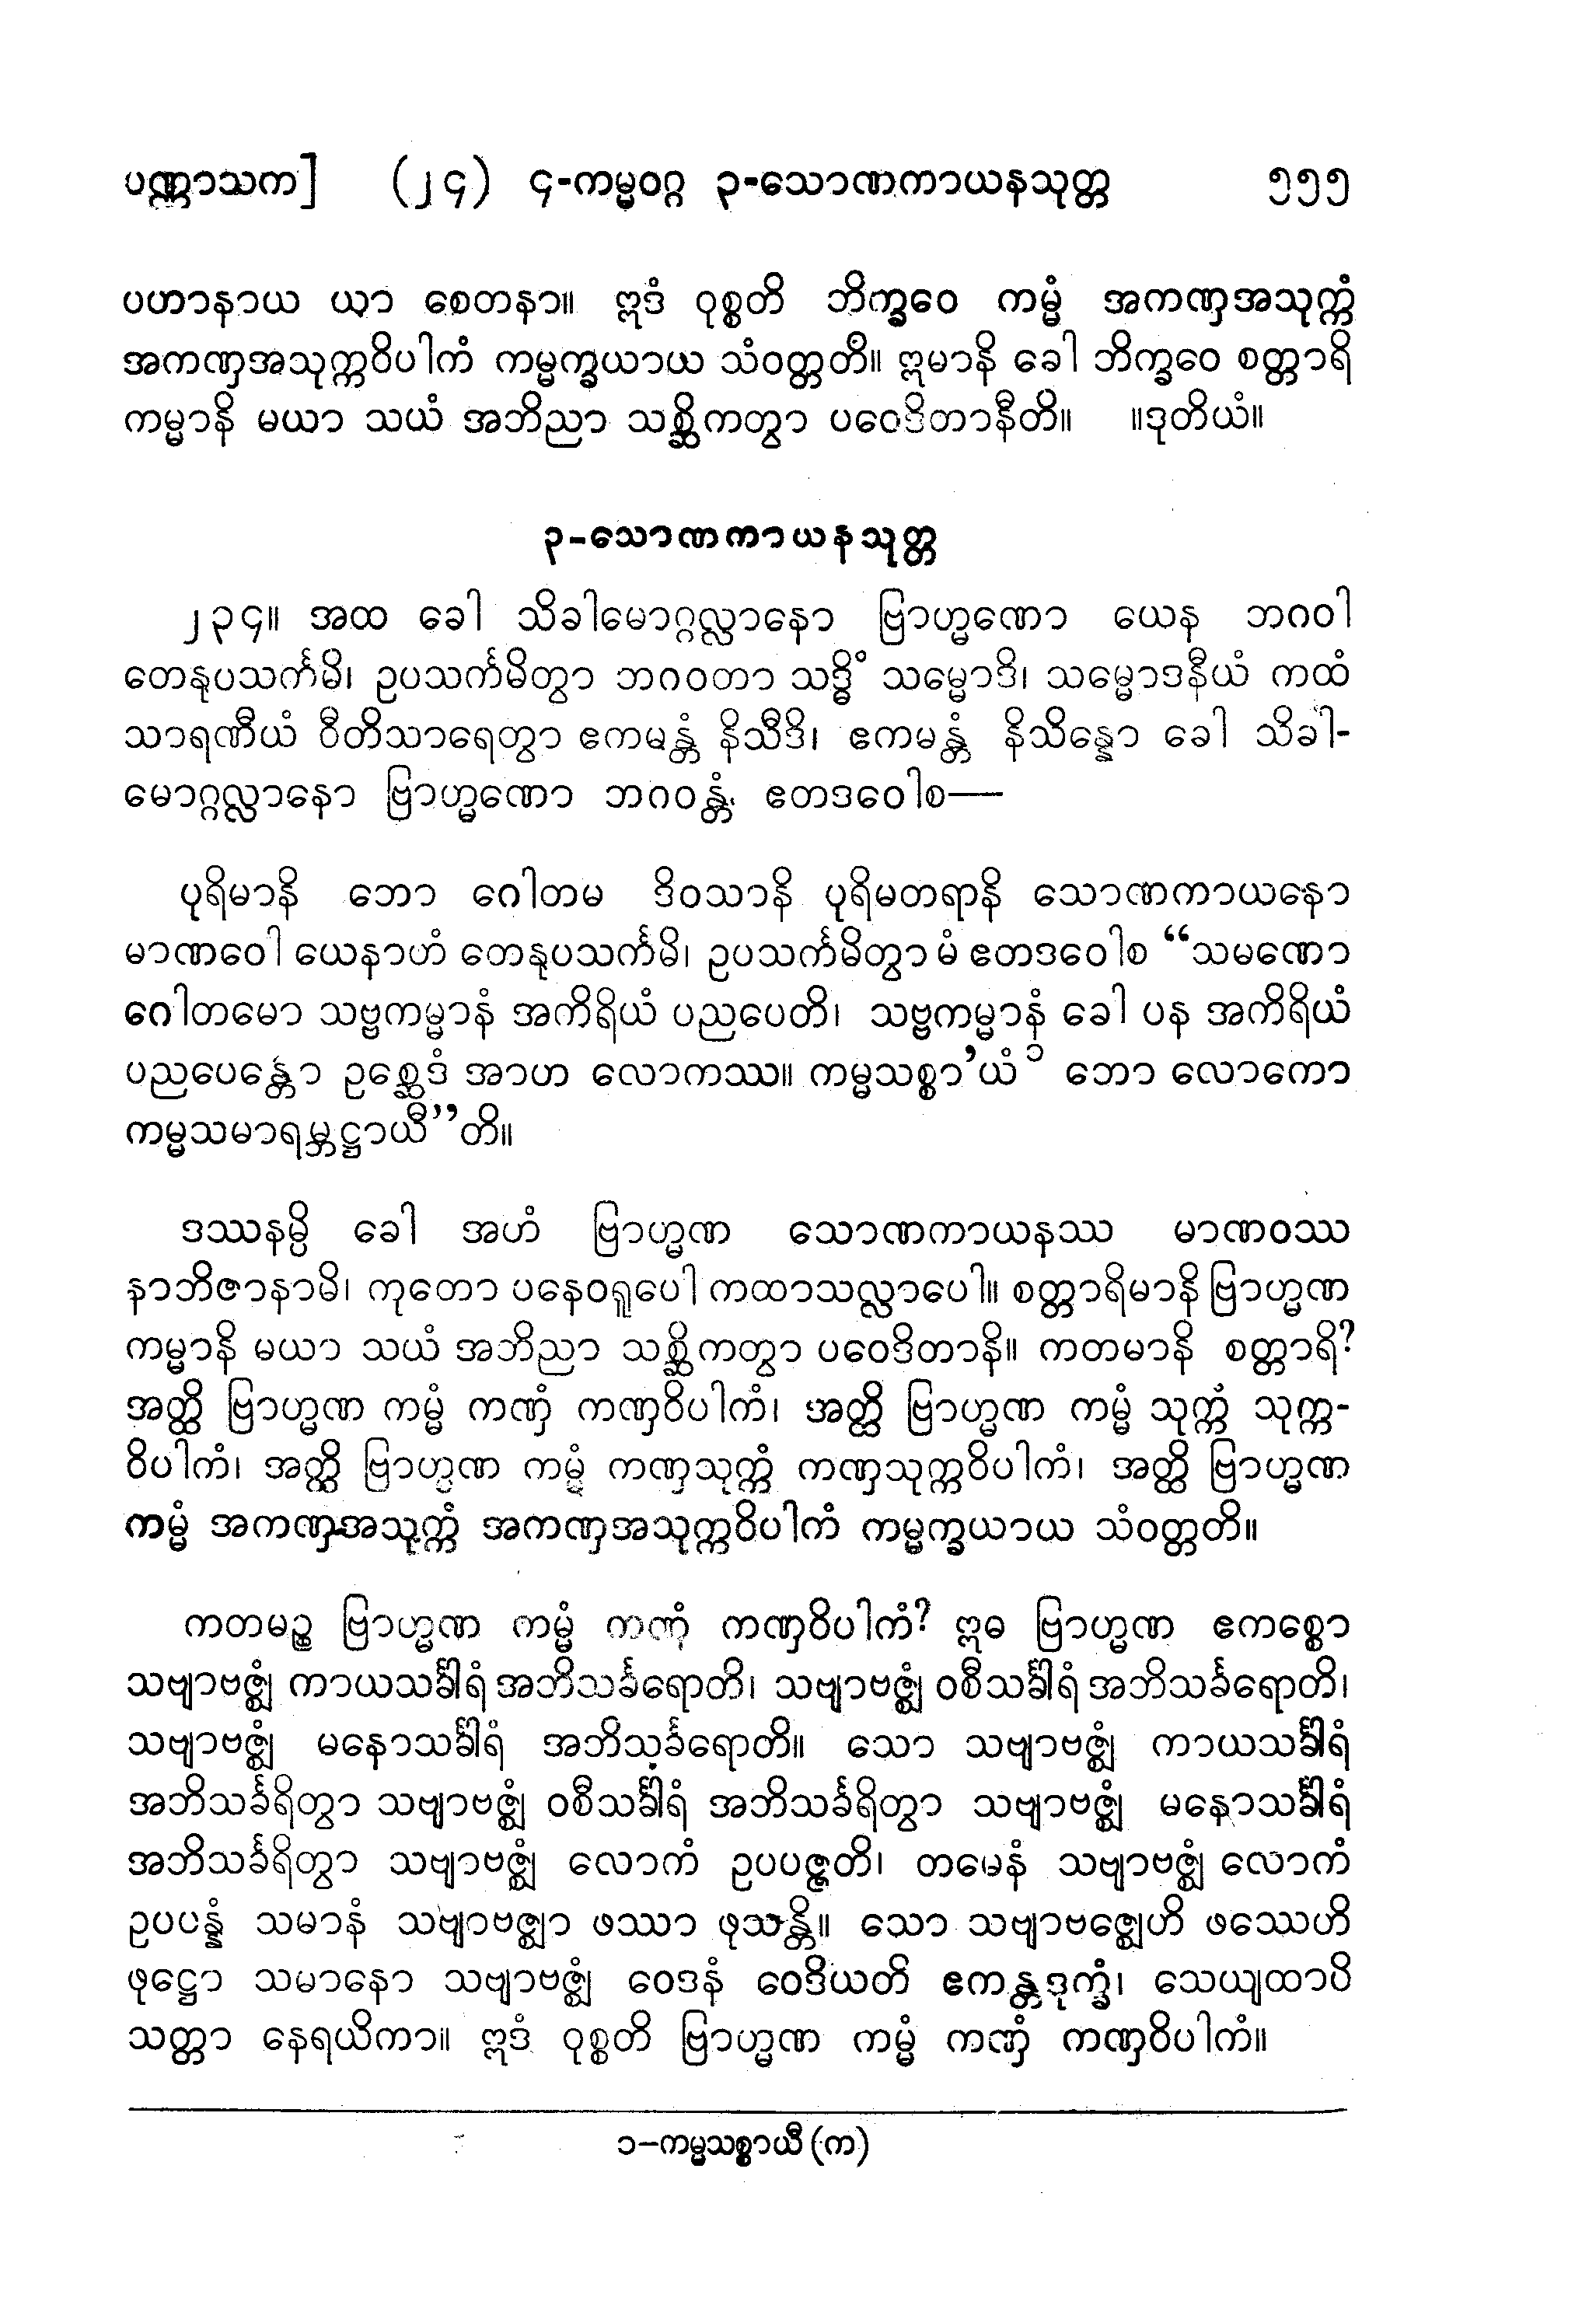 ပဏ္ဏာသက]   (၂၄) ၄-ကမ္မဝဂ္ဂ ၃-သောဏကာယနသုတ္တ   ၅၅၅
ပဟာနာယ ယာ စေတနာ။ ဣဒံ ဝုစ္စတိ ဘိက္ခဝေ ကမ္မံ အကဏှအသုက္ကံ
အကဏှအသုက္ကဝိပါကံ ကမ္မက္ခယာယ သံဝတ္တတိ။ ဣမာနိ ခေါ ဘိက္ခဝေ စတ္တာရိ
ကမ္မာနိ မယာ သယံ အဘိညာ သစ္ဆိကတွာ ပဝေဒိတာနီတိ။   ။ဒုတိယံ။
၃-သောဏကာယနသုတ္တ
၂၃၄။ အထ ခေါ သိခါမောဂ္ဂလ္လာနော ဗြာဟ္မဏော ယေန ဘဂဝါ
တေနုပသင်္ကမိ၊ ဥပသင်္ကမိတွာ ဘဂဝတာ သဒ္ဓိံ သမ္မောဒိ၊ သမ္မောဒနီယံ ကထံ
သာရဏီယံ ဝီတိသာရေတွာ ဧကမန္တံ နိသီဒိ၊ ဧကမန္တံ နိသိန္နော ခေါ သိခါ-
မောဂ္ဂလ္လာနော ဗြာဟ္မဏော ဘဂဝန္တံ ဧတဒဝေါစ—
ပုရိမာနိ ဘော ဂေါတမ ဒိဝသာနိ ပုရိမတရာနိ သောဏကာယနော
မာဏဝေါ ယေနာဟံ တေနုပသင်္ကမိ၊ ဥပသင်္ကမိတွာ မံ ဧတဒဝေါစ “သမဏော
ဂေါတမော သဗ္ဗကမ္မာနံ အကိရိယံ ပညပေတိ၊ သဗ္ဗကမ္မာနံ ခေါ ပန အကိရိယံ
ပညပေန္တော ဥစ္ဆေဒံ အာဟ လောကဿ။ ကမ္မသစ္စာ’ယံ ၁ ဘော လောကော
ကမ္မသမာရမ္ဘဋ္ဌာယီ”တိ။
ဒဿနမ္ပိ ခေါ အဟံ ဗြာဟ္မဏ သောဏကာယနဿ မာဏဝဿ
နာဘိဇာနာမိ၊ ကုတော ပနေဝရူပေါ ကထာသလ္လာပေါ။ စတ္တာရိမာနိ ဗြာဟ္မဏ
ကမ္မာနိ မယာ သယံ အဘိညာ သစ္ဆိကတွာ ပဝေဒိတာနိ။ ကတမာနိ စတ္တာရိ?
အတ္ထိ ဗြာဟ္မဏ ကမ္မံ ကဏှံ ကဏှဝိပါကံ၊ အတ္ထိ ဗြာဟ္မဏ ကမ္မံ သုက္ကံ သုက္က-
ဝိပါကံ၊ အတ္ထိ ဗြာဟ္မဏ ကမ္မံ ကဏှသုက္ကံ ကဏှသုက္ကဝိပါကံ၊ အတ္ထိ ဗြာဟ္မဏ
ကမ္မံ အကဏှအသုက္ကံ အကဏှအသုက္ကဝိပါကံ ကမ္မက္ခယာယ သံဝတ္တတိ။
ကတမဉ္စ ဗြာဟ္မဏ ကမ္မံ ကဏှံ ကဏှဝိပါကံ? ဣဓ ဗြာဟ္မဏ ဧကစ္စော
သဗျာဗဇ္ဈံ ကာယသင်္ခါရံ အဘိသင်္ခရောတိ၊ သဗျာဗဇ္ဈံ ဝစီသင်္ခါရံ အဘိသင်္ခရောတိ၊
သဗျာဗဇ္ဈံ မနောသင်္ခါရံ အဘိသင်္ခရောတိ။ သော သဗျာဗဇ္ဈံ ကာယသင်္ခါရံ
အဘိသင်္ခရိတွာ သဗျာဗဇ္ဈံ ဝစီသင်္ခါရံ အဘိသင်္ခရိတွာ သဗျာဗဇ္ဈံ မနောသင်္ခါရံ
အဘိသင်္ခရိတွာ သဗျာဗဇ္ဈံ လောကံ ဥပပဇ္ဇတိ၊ တမေနံ သဗျာဗဇ္ဈံ လောကံ
ဥပပန္နံ သမာနံ သဗျာဗဇ္ဈာ ဖဿာ ဖုသန္တိ။ သော သဗျာဗဇ္ဈေဟိ ဖဿေဟိ
ဖုဋ္ဌော သမာနော သဗျာဗဇ္ဈံ ဝေဒနံ ဝေဒိယတိ ဧကန္တဒုက္ခံ၊ သေယျထာပိ
သတ္တာ နေရယိကာ။ ဣဒံ ဝုစ္စတိ ဗြာဟ္မဏ ကမ္မံ ကဏှံ ကဏှဝိပါကံ။
၁-ကမ္မသစ္စာယီ (က)